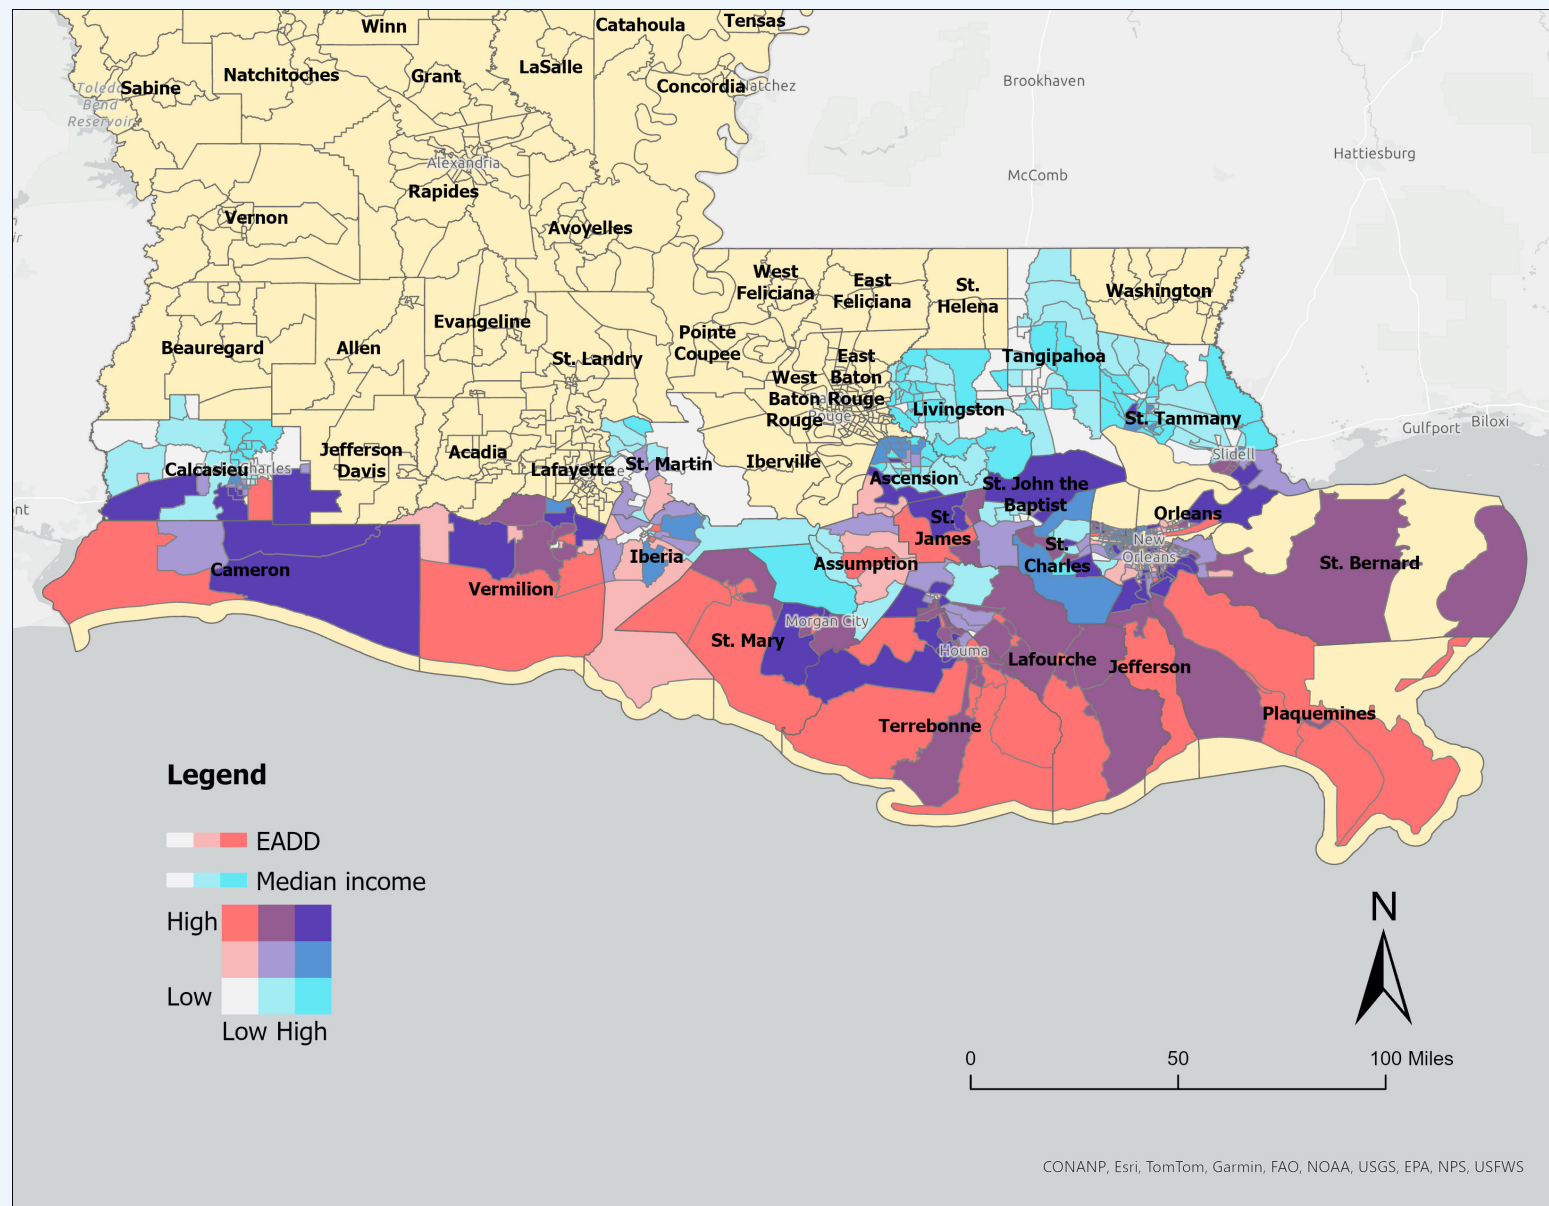 Winn
Catahoula
Tensas
Sabine
Natchitoches
Grant
LaSalle
Concordia
Natchez
Brookhaven
Toledo
Bend
Reservoir
Alexandria
Rapides
McComb
Hattiesburg
Vernon
Avoyelles
West
Feliciana
East
Feliciana
St.
Helena
Washington
Beauregard
Allen
Evangeline
St. Landry
Pointe
Coupee
East
Baton
Rouge
West
Baton
Rouge
Tangipahoa
Livingston
St. Tammany
Gulfport
Biloxi
Slidell
Calcasieu
Charles
Jefferson
Davis
Acadia
Lafayette
St. Martin
Iberville
Ascension
St. John the
Baptist
St.
James
Orleans
New
Orleans
St.
Charles
St. Bernard
Cameron
Vermilion
Iberia
Assumption
Morgan City
St. Mary
Houma
Lafourche
Jefferson
Terrebonne
Plaquemines
Legend
EADD
Median income
High
Low
Low High
N
0 50 100 Miles
CONANP, Esri, TomTom, Garmin, FAO, NOAA, USGS, EPA, NPS, USFWS